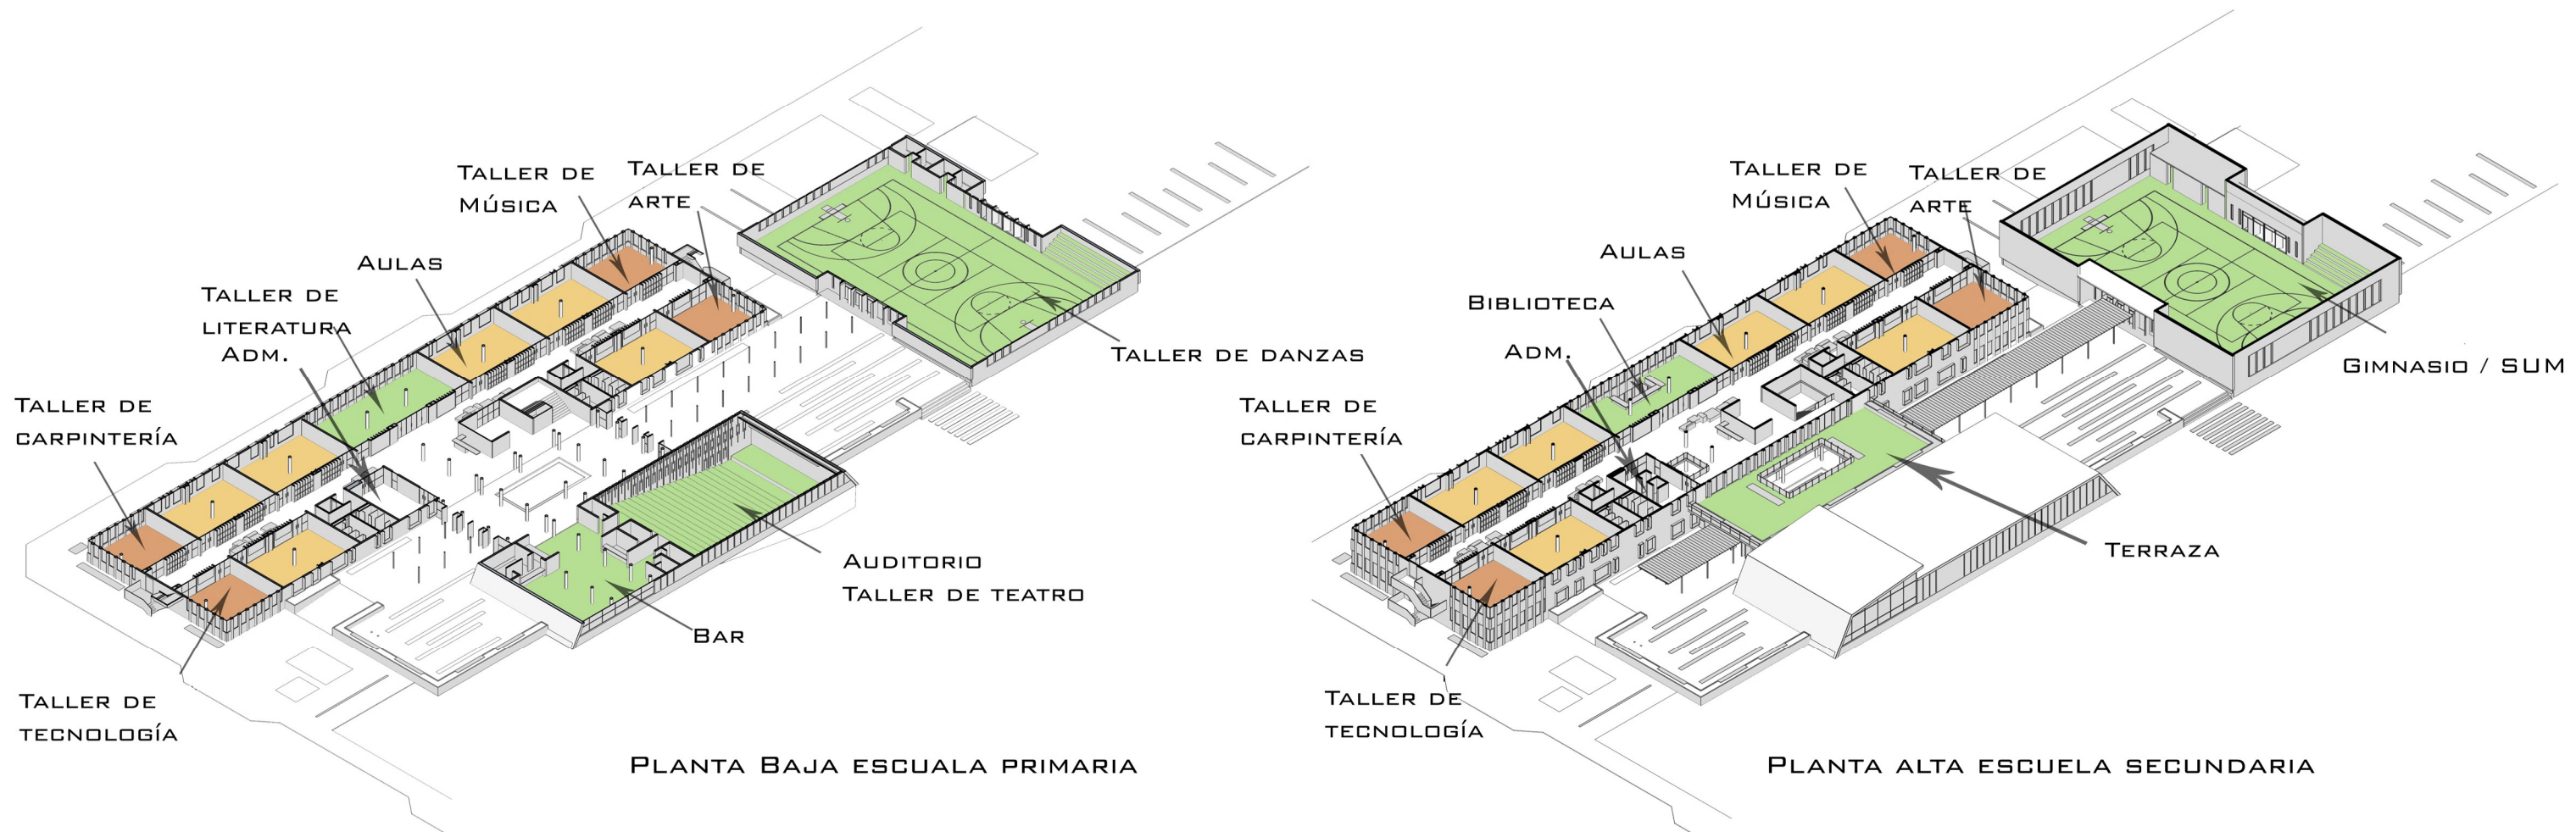 Taller de
Música
Taller de
arte
Aulas
Taller de
literatura
Adm.
Taller de
carpintería
Taller de danzas
Auditorio
Taller de teatro
Bar
Taller de
tecnología
Planta Baja escuala primaria
Taller de
Música
Taller de
arte
Aulas
Biblioteca
Adm.
Taller de
carpintería
Gimnasio / SUM
Terraza
Taller de
tecnología
Planta alta escuela secundaria